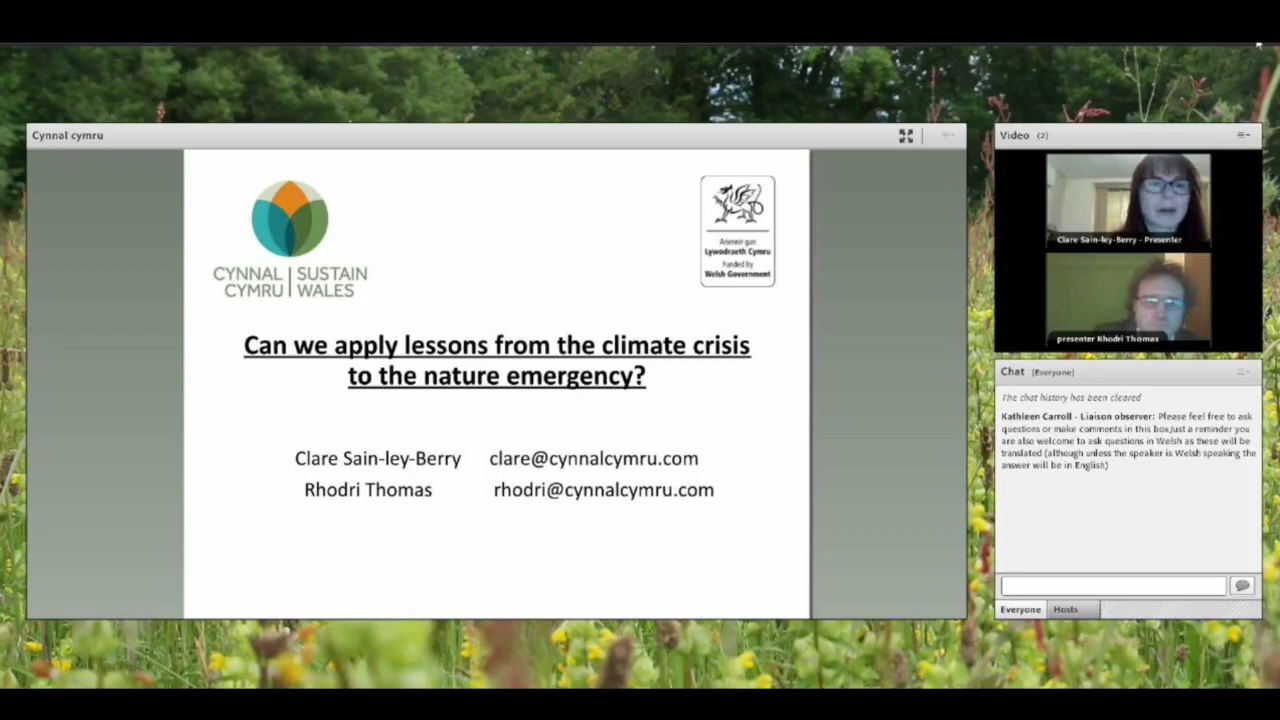 Cynnal cymru
CYNNAL | SUSTAIN
CYMRU | WALES
Ariennir gan
Lywodraeth Cymru
Funded by
Welsh Government
Can we apply lessons from the climate crisis
to the nature emergency?
Clare Sain-ley-Berry clare@cynnalcymru.com
Rhodri Thomas rhodri@cynnalcymru.com
Video (2)
Clare Sain-ley-Berry - Presenter
presenter Rhodri Thomas
Chat (Everyone)
The chat history has been cleared
Kathleen Carroll - Liaison observer: Please feel free to ask
questions or make comments in this box.Just a reminder you
are also welcome to ask questions in Welsh as these will be
translated (although unless the speaker is Welsh speaking the
answer will be in English)
Everyone Hosts